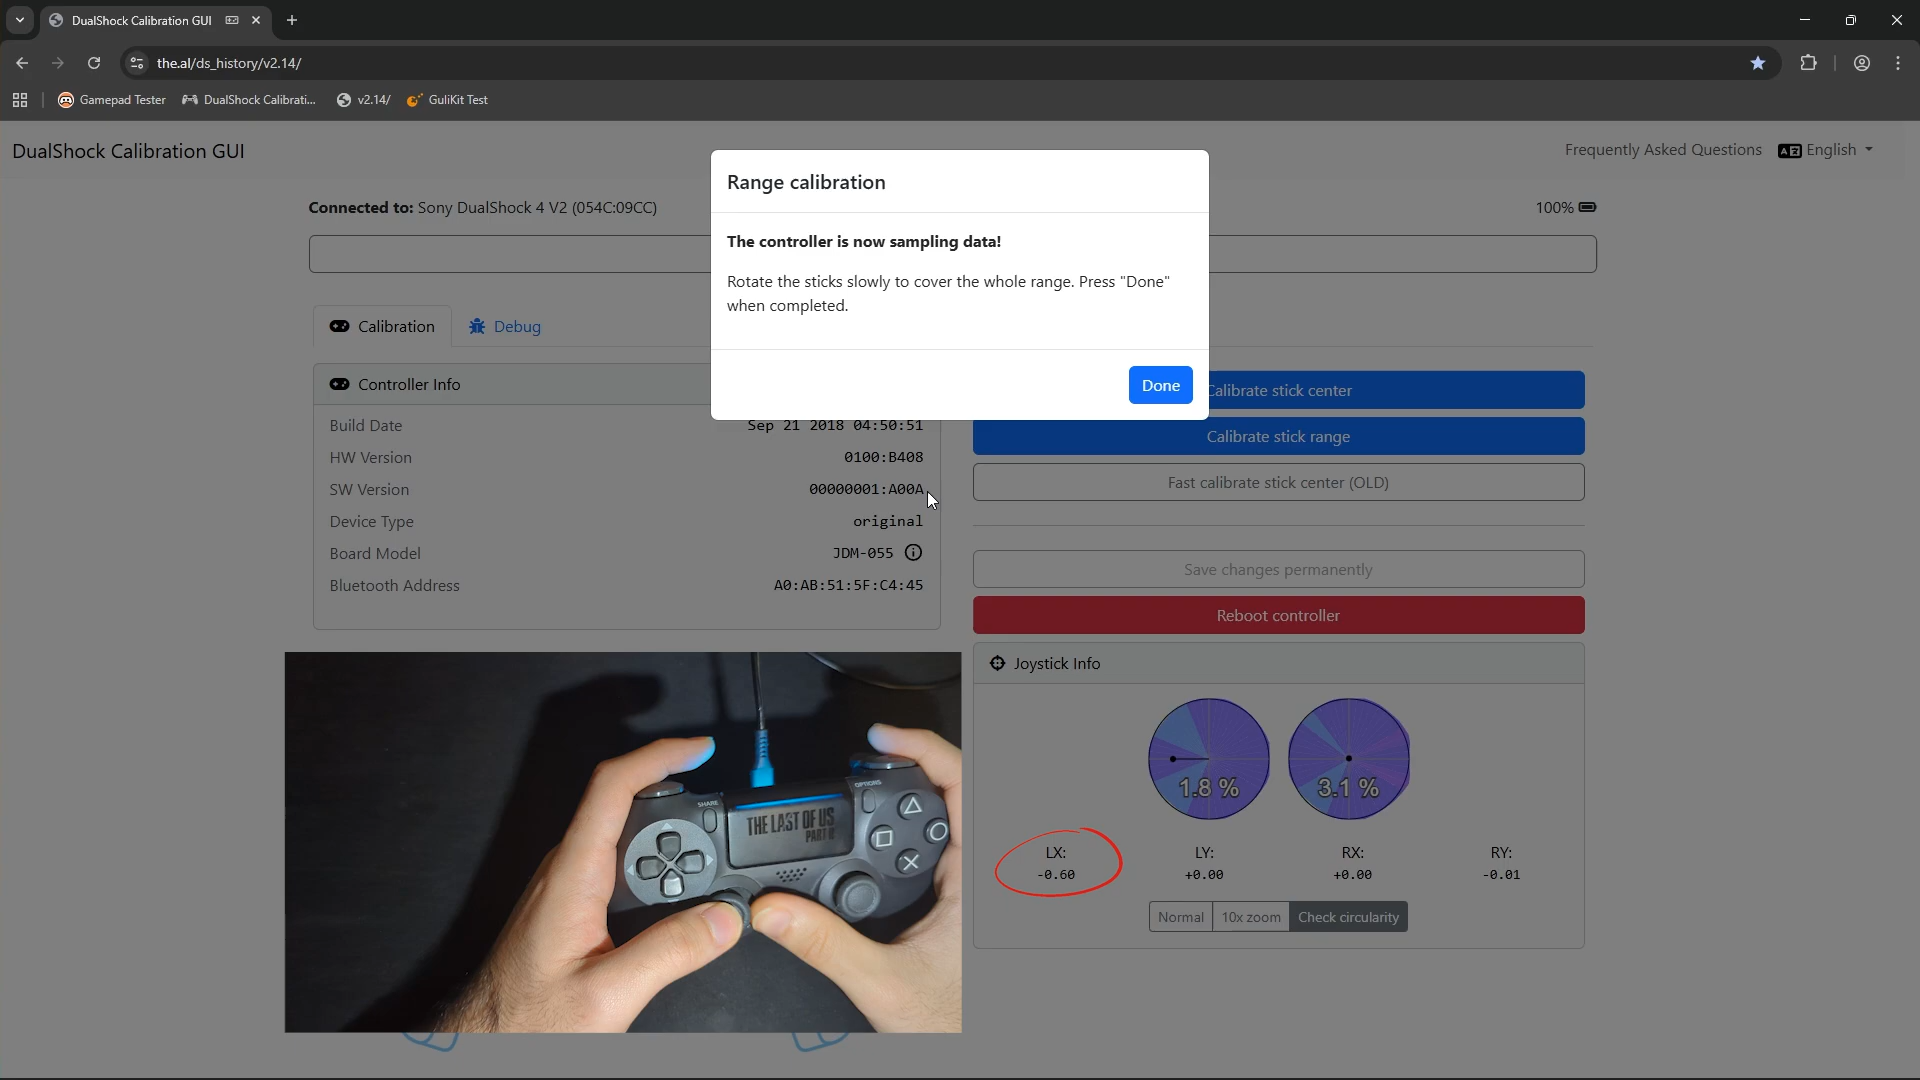 DualShock Calibration GUI
the.al/ds_history/v2.14/
Gamepad Tester
DualShock Calibrati...
v2.14/
GuliKit Test
DualShock Calibration GUI
Frequently Asked Questions
English
Connected to: Sony DualShock 4 V2 (054C:09CC)
100%
Range calibration
The controller is now sampling data!
Rotate the sticks slowly to cover the whole range. Press "Done"
when completed.
Done
Calibration
Debug
Controller Info
Build Date
Sep 21 2018 04:50:51
HW Version
0100:B408
SW Version
00000001:A00A
Device Type
original
Board Model
JDM-055
Bluetooth Address
A0:AB:51:5F:C4:45
Calibrate stick center
Calibrate stick range
Fast calibrate stick center (OLD)
Save changes permanently
Reboot controller
Joystick Info
1.8 %
3.1 %
LX:
-0.60
LY:
+0.00
RX:
+0.00
RY:
-0.01
Normal
10x zoom
Check circularity
SHARE
OPTIONS
THE LAST OF US
PART II